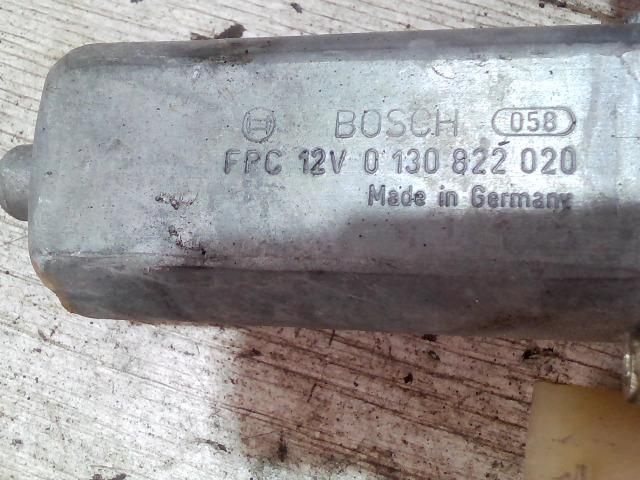 BOSCH 058
FPC 12V 0 130 822 020
Made in Germany